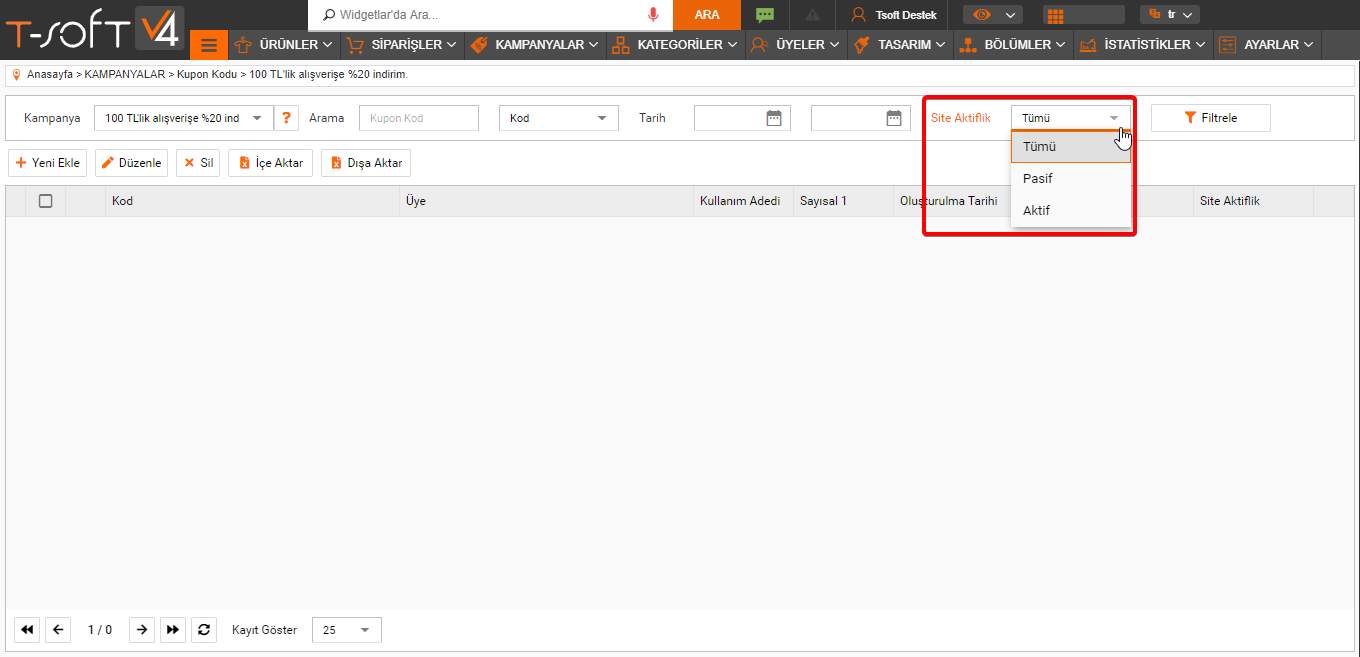 T-SOFT V4 Widgetlar'da Ara... ARA Tsoft Destek tr
ÜRÜNLER SİPARİŞLER KAMPANYALAR KATEGORİLER ÜYELER TASARIM BÖLÜMLER İSTATİSTİKLER AYARLAR
Anasayfa > KAMPANYALAR > Kupon Kodu > 100 TL'lik alışverişe %20 indirim.
Kampanya 100 TL'lik alışverişe %20 ind ? Arama Kupon Kod Kod Tarih Site Aktiflik Tümü Filtrele
Tümü
Yeni Ekle Düzenle Sil İçe Aktar Dışa Aktar
Pasif
Kod Üye Kullanım Adedi Sayısal 1 Oluşturulma Tarihi Site Aktiflik
Aktif
1 / 0 Kayıt Göster 25